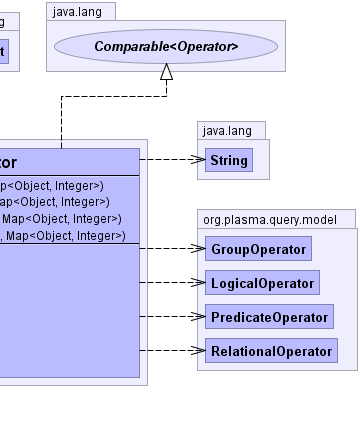 java.lang
Comparable<Operator>
java.lang
String
p<Object, Integer>)
ap<Object, Integer>)
Map<Object, Integer>)
, Map<Object, Integer>)
org.plasma.query.model
GroupOperator
LogicalOperator
PredicateOperator
RelationalOperator